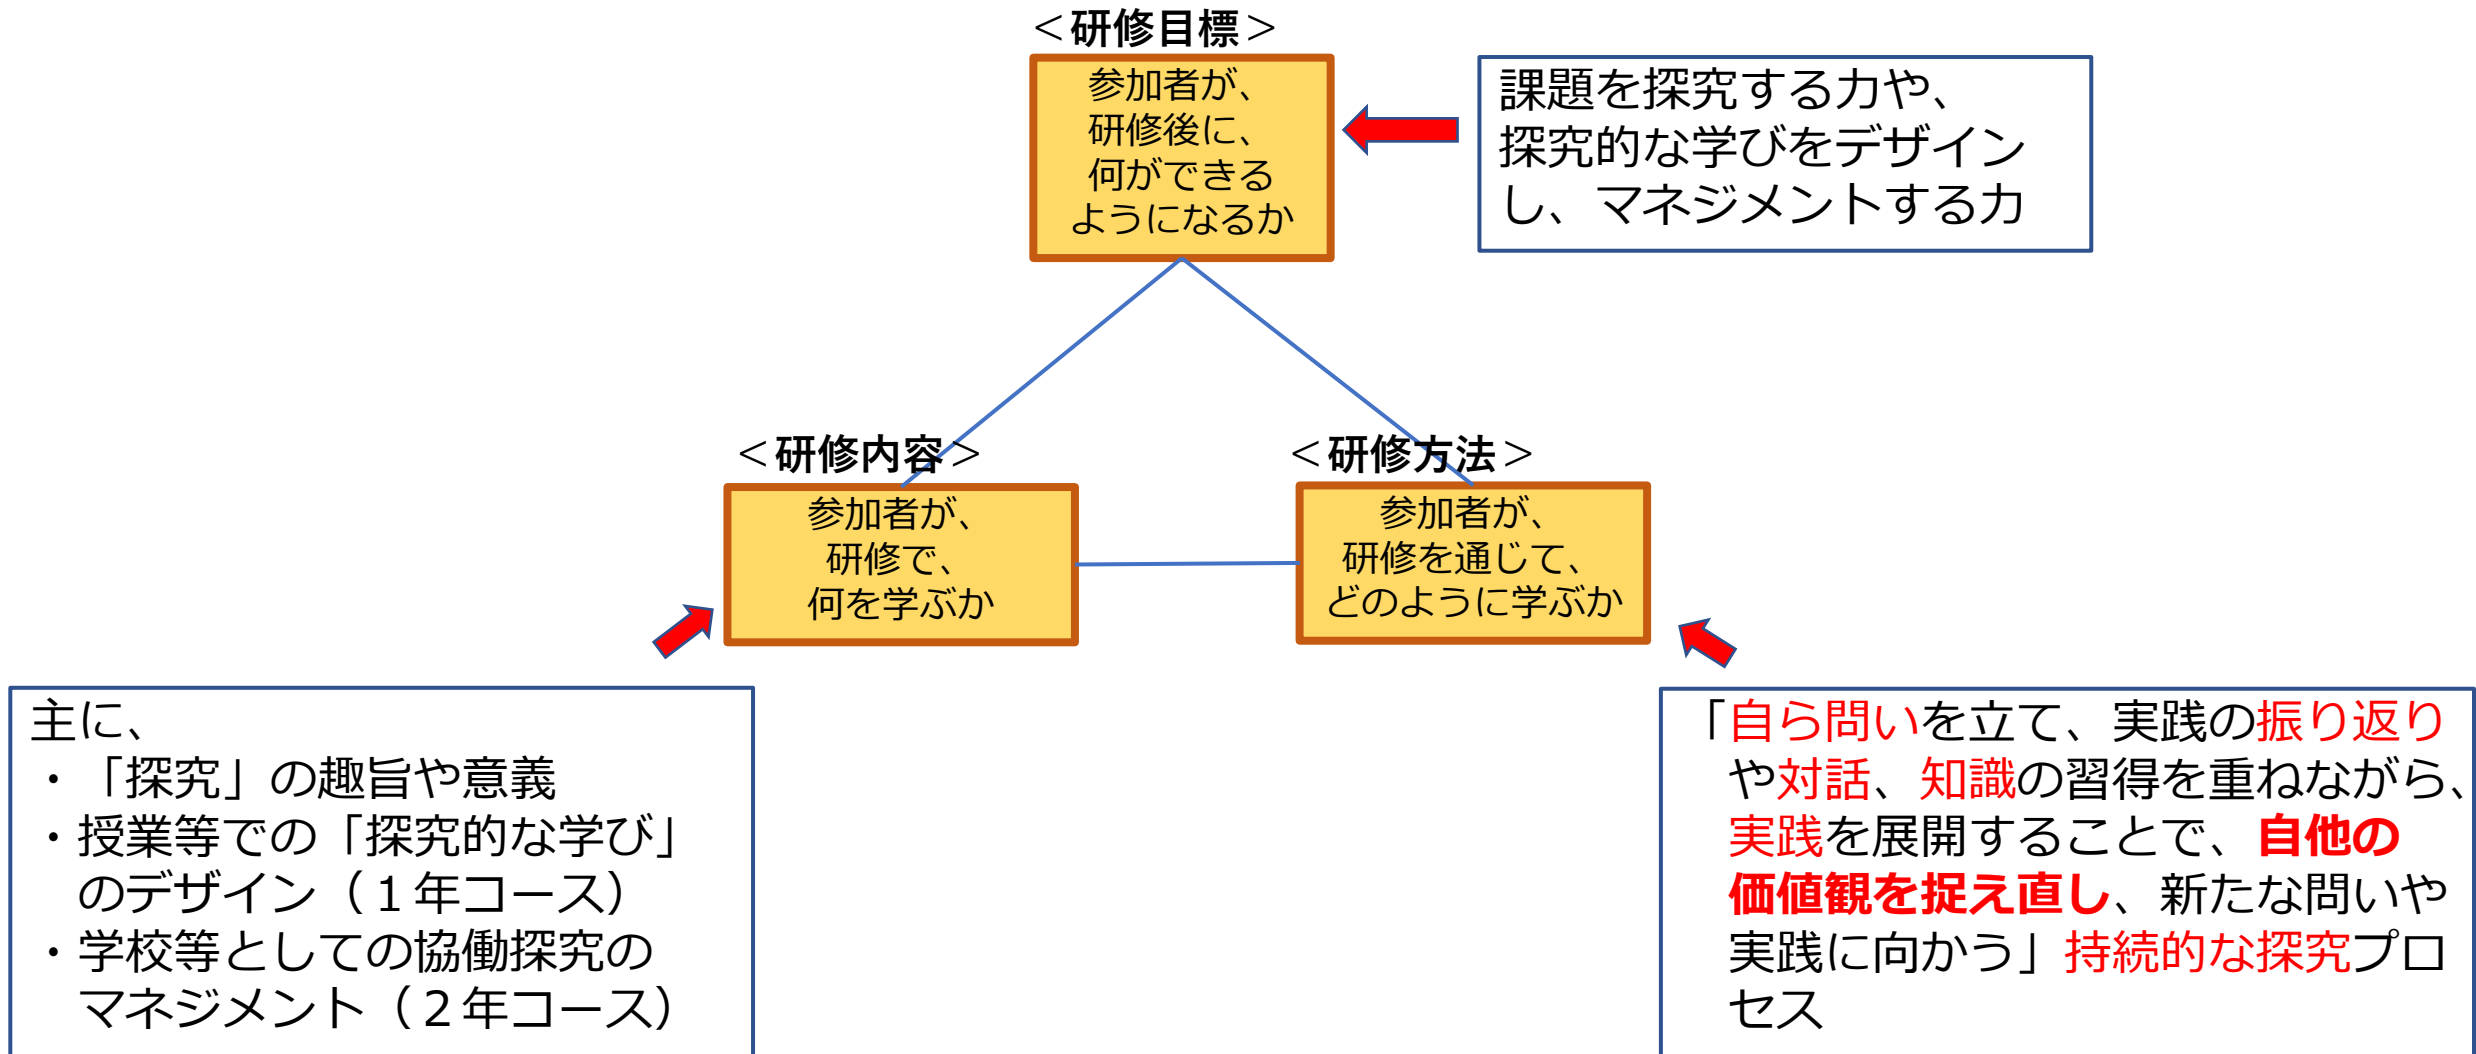 ＜研修目標＞
参加者が、
研修後に、
何ができる
ようになるか
課題を探究する力や、
探究的な学びをデザイン
し、マネジメントする力
＜研修内容＞
参加者が、
研修で、
何を学ぶか
＜研修方法＞
参加者が、
研修を通じて、
どのように学ぶか
主に、
・「探究」の趣旨や意義
・授業等での「探究的な学び」
のデザイン（１年コース）
・学校等としての協働探究の
マネジメント（２年コース）
「自ら問いを立て、実践の振り返り
や対話、知識の習得を重ねながら、
実践を展開することで、自他の
価値観を捉え直し、新たな問いや
実践に向かう」持続的な探究プロ
セス